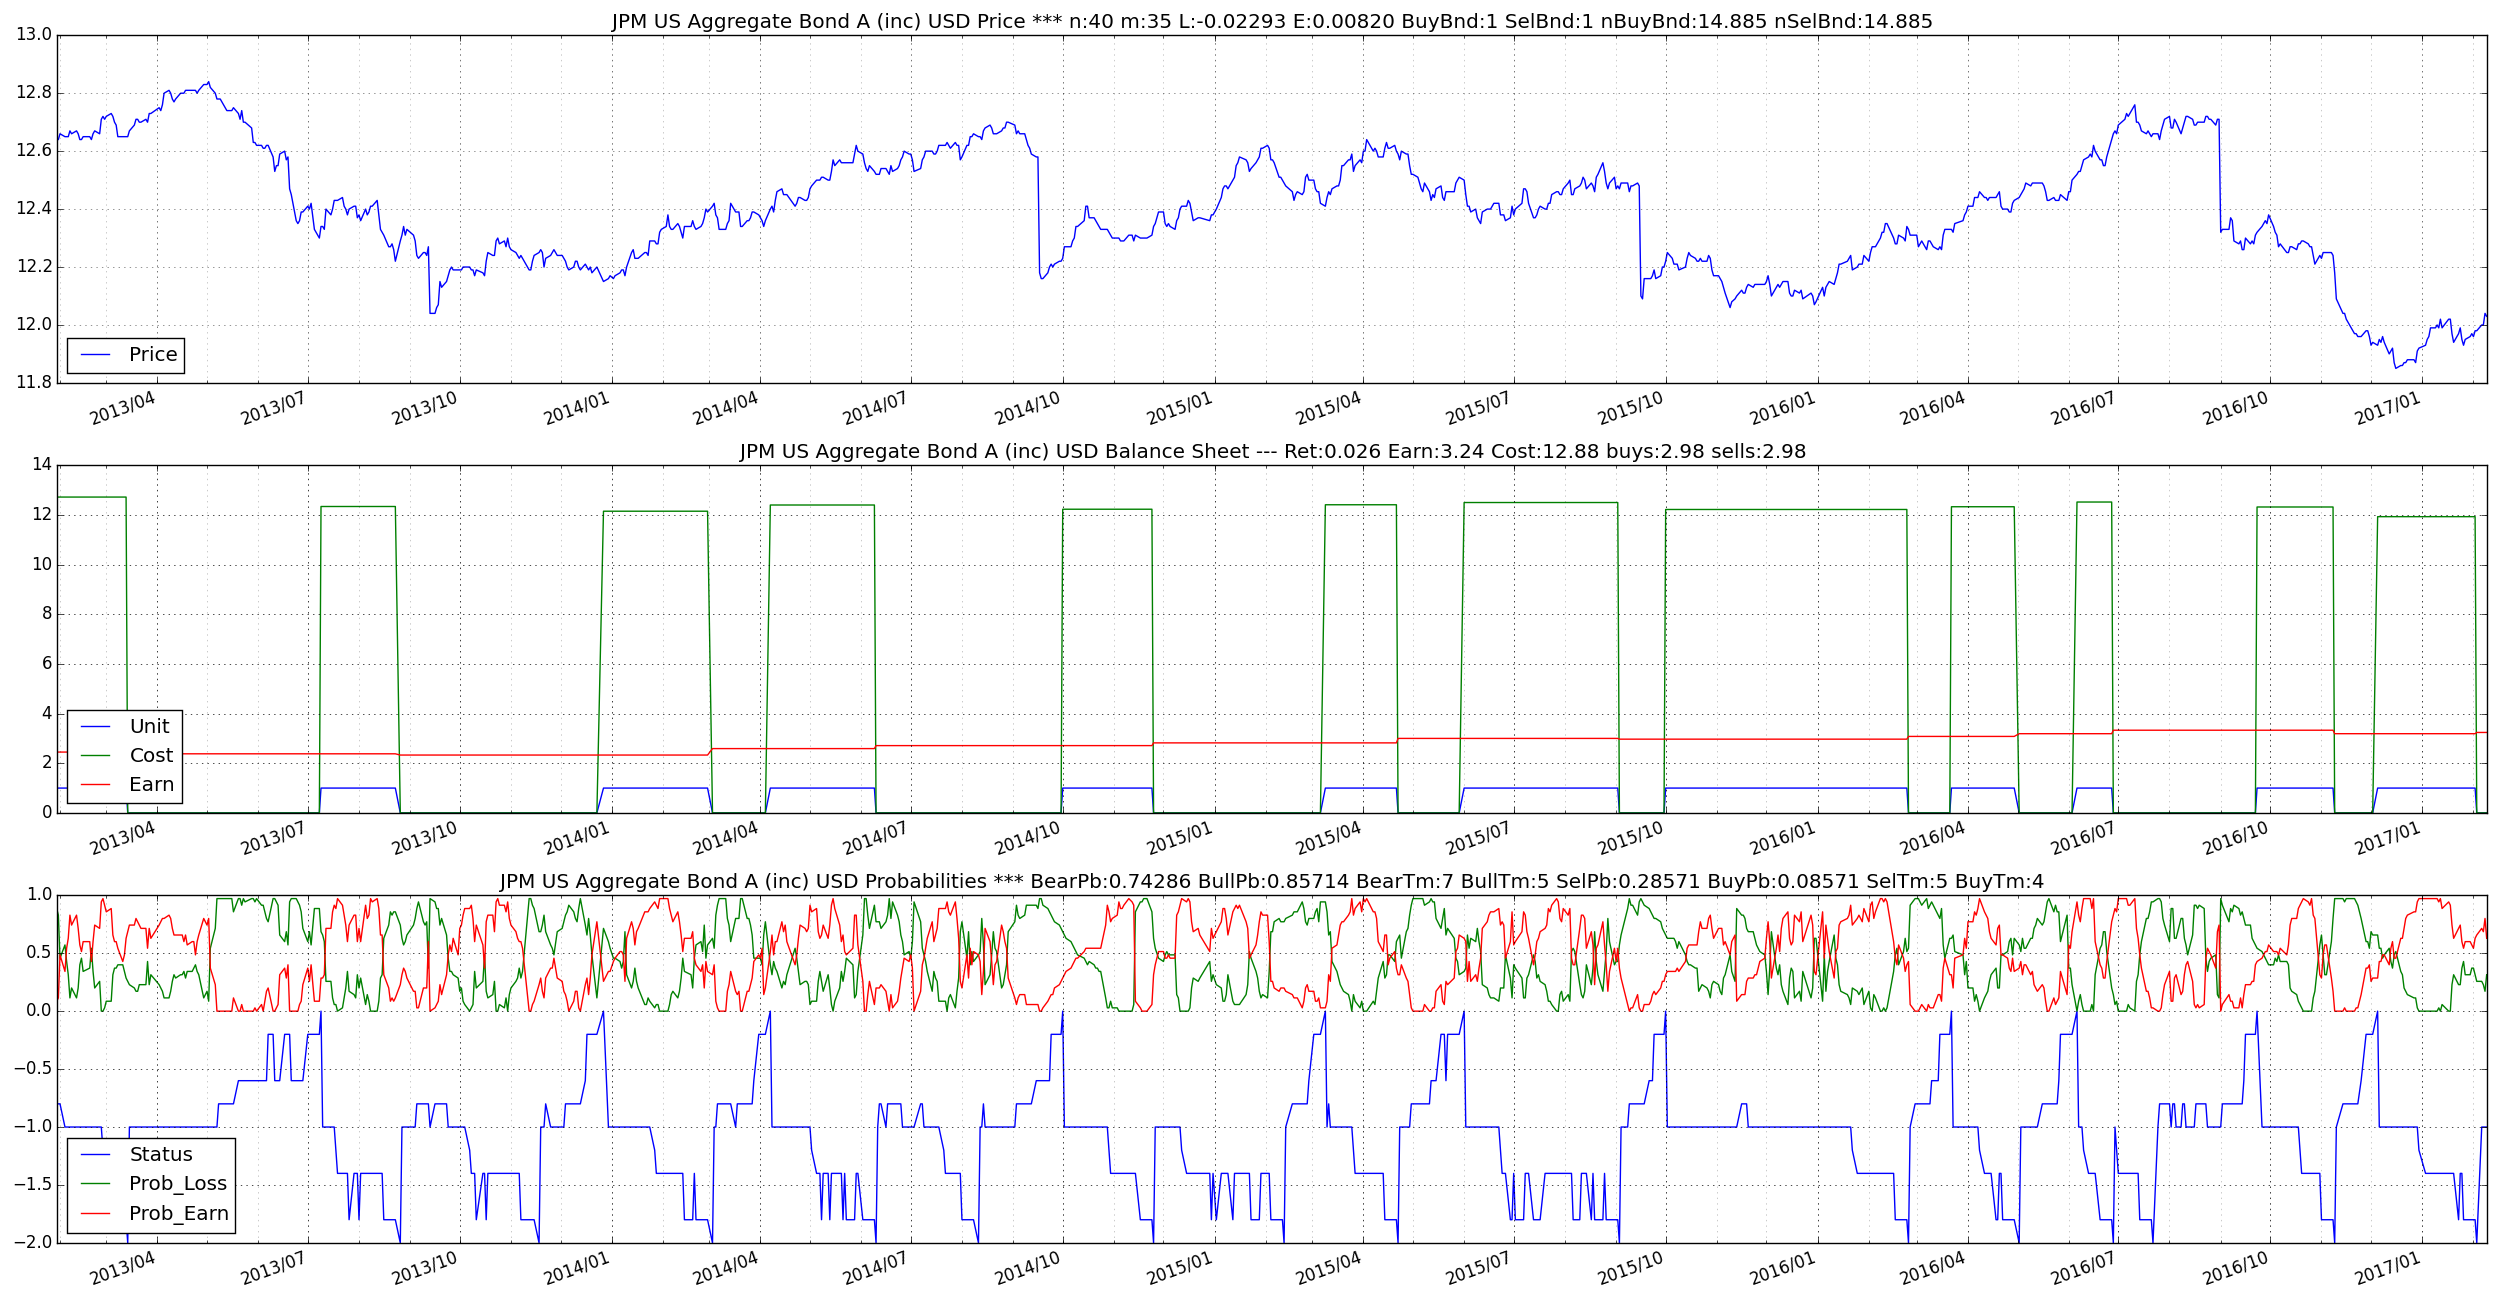 JPM US Aggregate Bond A (inc) USD Price *** n:40 m:35 L:-0.02293 E:0.00820 BuyBnd:1 SelBnd:1 nBuyBnd:14.885 nSelBnd:14.885
13.0
12.8
12.6
12.4
12.2
12.0
11.8
Price
2013/04 2013/07 2013/10 2014/01 2014/04 2014/07 2014/10 2015/01 2015/04 2015/07 2015/10 2016/01 2016/04 2016/07 2016/10 2017/01
JPM US Aggregate Bond A (inc) USD Balance Sheet --- Ret:0.026 Earn:3.24 Cost:12.88 buys:2.98 sells:2.98
14
12
10
8
6
4
2
0
Unit
Cost
Earn
2013/04 2013/07 2013/10 2014/01 2014/04 2014/07 2014/10 2015/01 2015/04 2015/07 2015/10 2016/01 2016/04 2016/07 2016/10 2017/01
JPM US Aggregate Bond A (inc) USD Probabilities *** BearPb:0.74286 BullPb:0.85714 BearTm:7 BullTm:5 SelPb:0.28571 BuyPb:0.08571 SelTm:5 BuyTm:4
1.0
0.5
0.0
−0.5
−1.0
−1.5
−2.0
Status
Prob_Loss
Prob_Earn
2013/04 2013/07 2013/10 2014/01 2014/04 2014/07 2014/10 2015/01 2015/04 2015/07 2015/10 2016/01 2016/04 2016/07 2016/10 2017/01